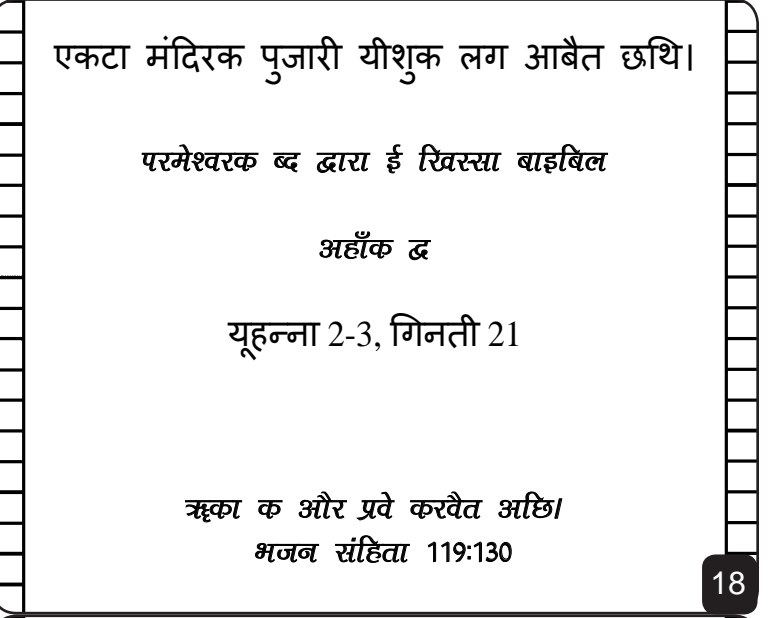 एकटा मंदिरक पुजारी यीशुक लग आबैत छथि।
परमेश्वरक ब्द द्वारा ई खिस्सा बाइबिल
अहाँक द्व
यूहन्ना 2-3, गिनती 21
ॠका क और प्रवे करवैत अछि।
भजन संहिता 119:130
18